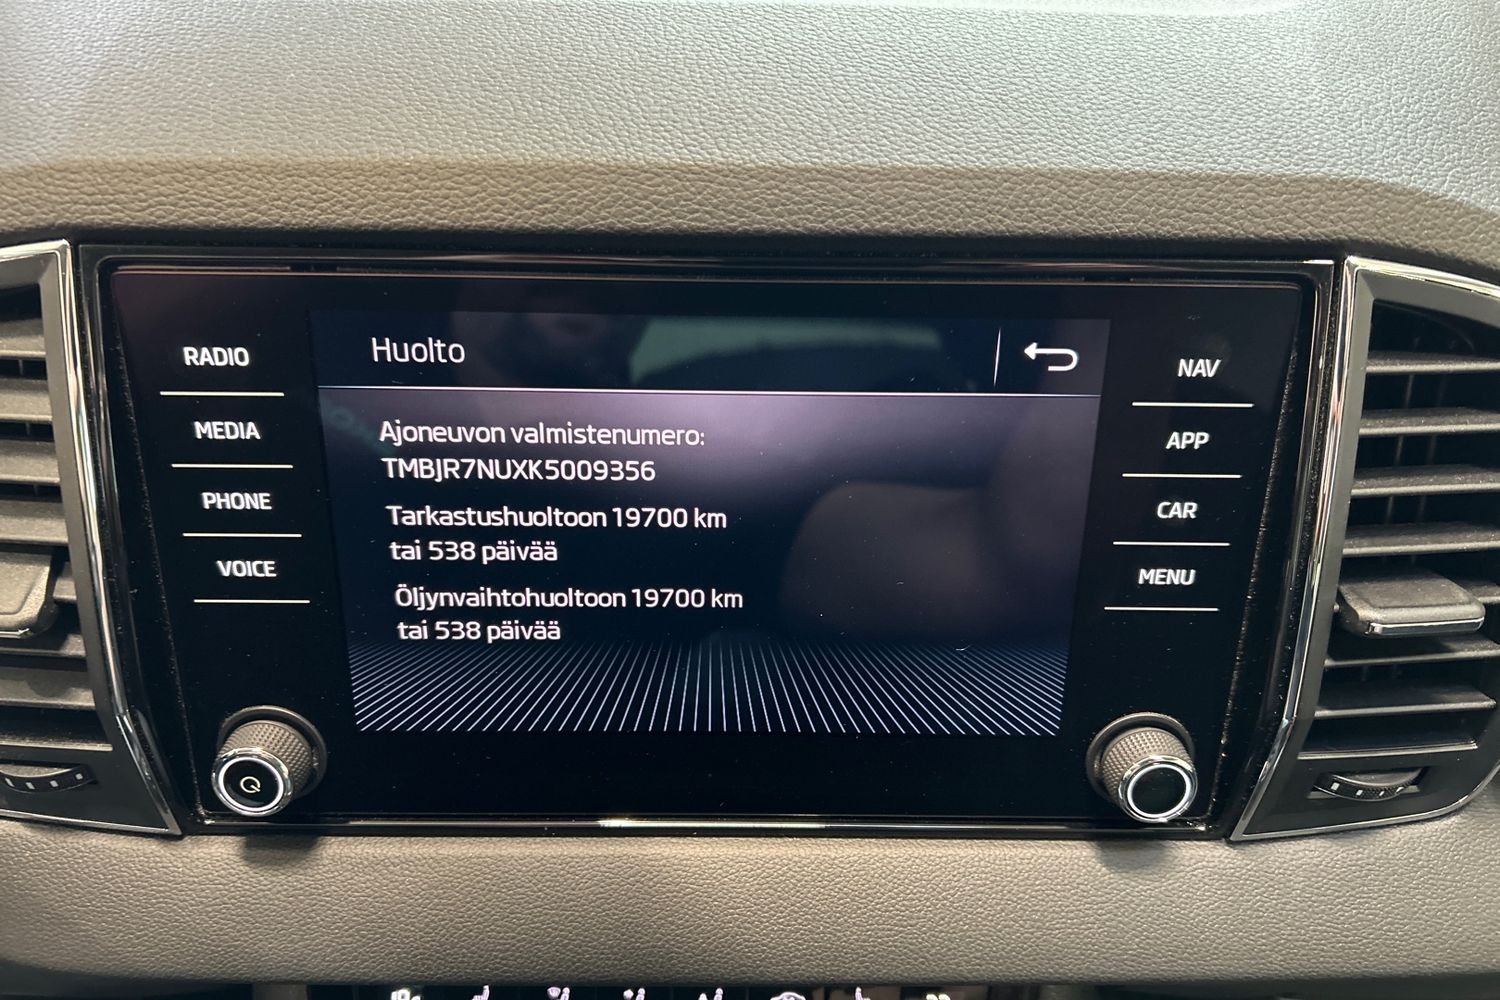 Huolto
RADIO
MEDIA
PHONE
VOICE
Ajoneuvon valmistenumero:
TMBJR7NUXK5009356
Tarkastushuoltoon 19700 km
tai 538 päivää
Öljynvaihtohuoltoon 19700 km
tai 538 päivää
NAV
APP
CAR
MENU